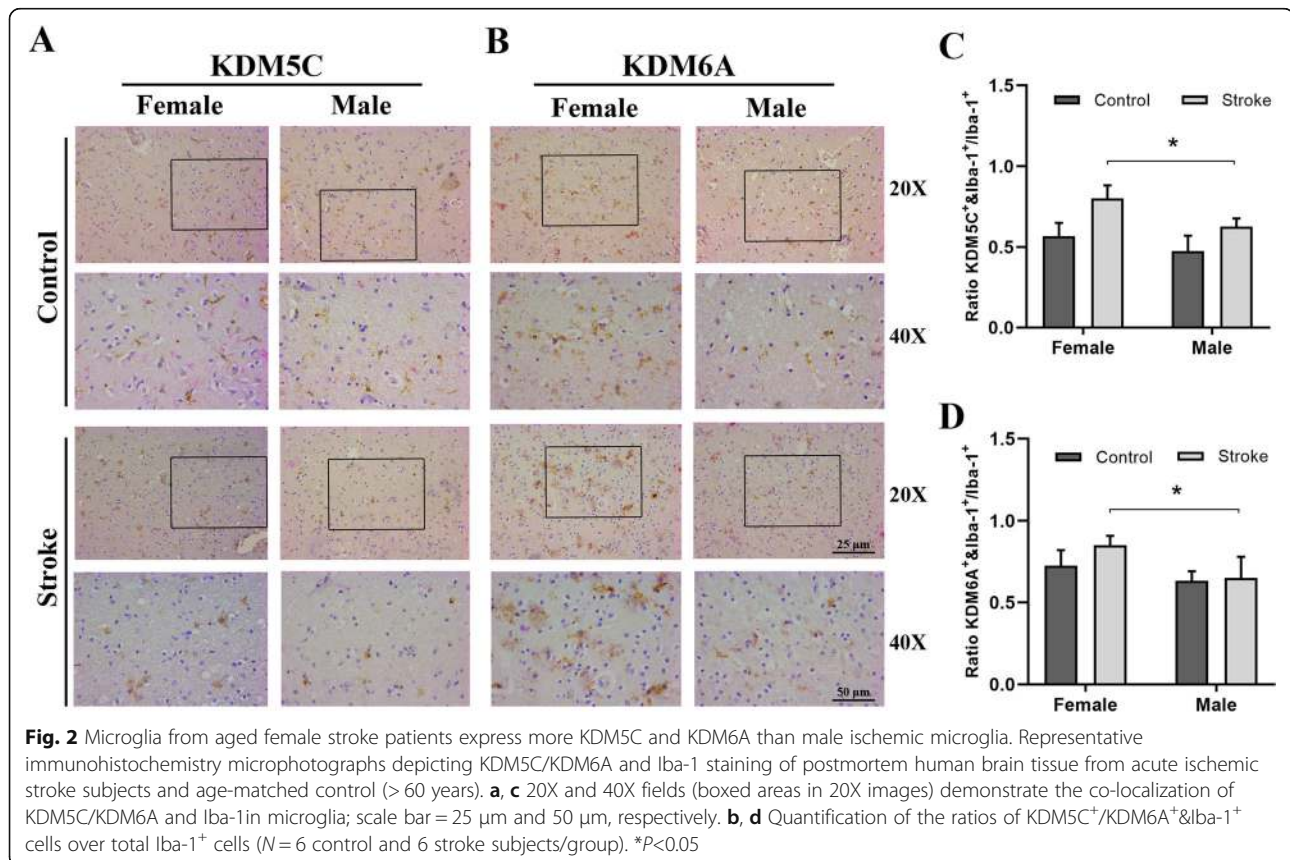 A
B
KDM5C
KDM6A
Female
Male
Female
Male
Control
20X
40X
Stroke
20X
25 µm
40X
50 µm
C
Ratio KDM5C⁺&Iba-1⁺/Iba-1⁺
1.5
1.0
0.5
0.0
Control
Stroke
*
Female
Male
D
Ratio KDM6A⁺&Iba-1⁺/Iba-1⁺
1.5
1.0
0.5
0.0
Control
Stroke
*
Female
Male
Fig. 2 Microglia from aged female stroke patients express more KDM5C and KDM6A than male ischemic microglia. Representative
immunohistochemistry microphotographs depicting KDM5C/KDM6A and Iba-1 staining of postmortem human brain tissue from acute ischemic
stroke subjects and age-matched control (> 60 years). a, c 20X and 40X fields (boxed areas in 20X images) demonstrate the co-localization of
KDM5C/KDM6A and Iba-1in microglia; scale bar = 25 µm and 50 µm, respectively. b, d Quantification of the ratios of KDM5C⁺/KDM6A⁺&Iba-1⁺
cells over total Iba-1⁺ cells (N = 6 control and 6 stroke subjects/group). *P<0.05